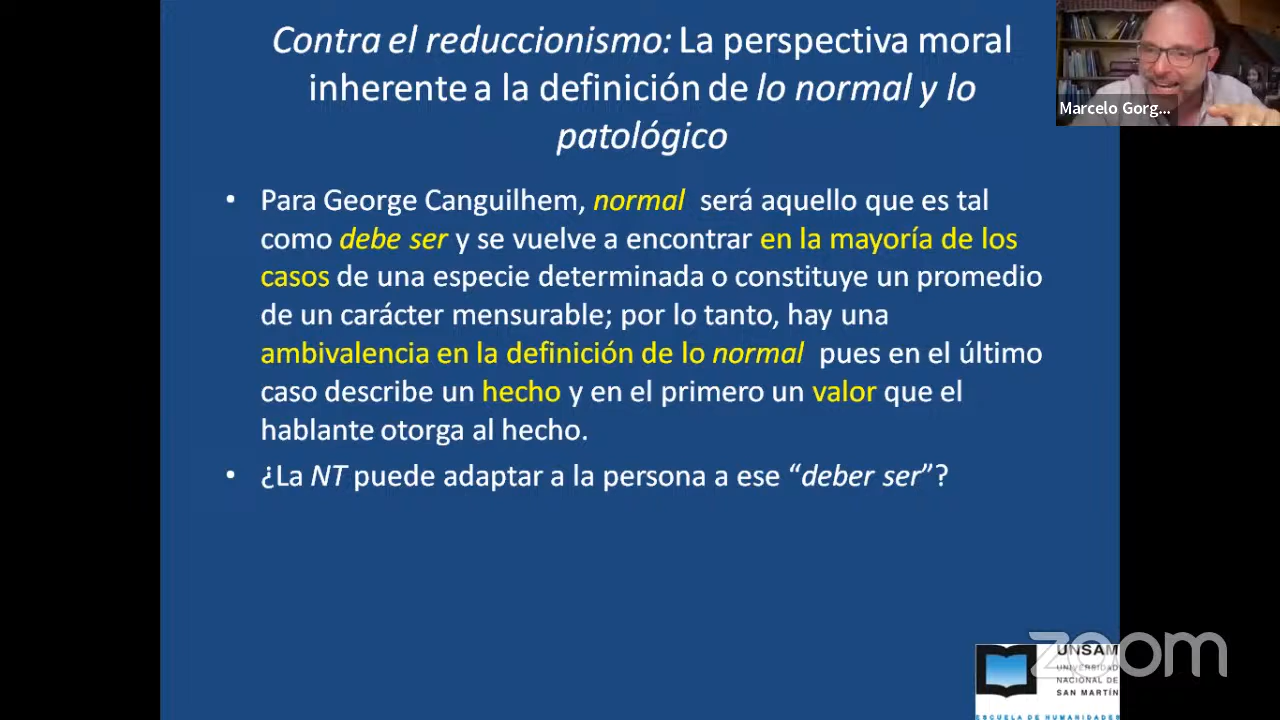 Contra el reduccionismo: La perspectiva moral
inherente a la definición de lo normal y lo
patológico
Marcelo Gorg...
• Para George Canguilhem, normal será aquello que es tal
como debe ser y se vuelve a encontrar en la mayoría de los
casos de una especie determinada o constituye un promedio
de un carácter mensurable; por lo tanto, hay una
ambivalencia en la definición de lo normal pues en el último
caso describe un hecho y en el primero un valor que el
hablante otorga al hecho.
• ¿La NT puede adaptar a la persona a ese “deber ser”?
zoom
UNSAM
UNIVERSIDAD
NACIONAL DE
SAN MARTÍN
ESCUELA DE HUMANIDADES